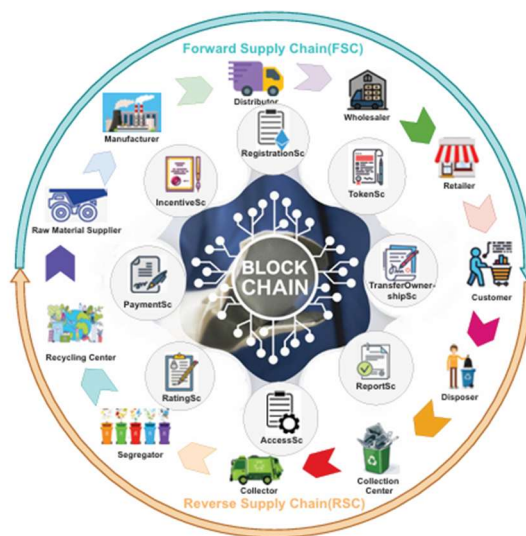 Forward Supply Chain(FSC)
Distributor
Wholesaler
Manufacturer
RegistrationSc
Retailer
IncentiveSc
TokenSc
Raw Material Supplier
BLOCK
CHAIN
PaymentSc
TransferOwner-
shipSc
Customer
Recycling Center
RatingSc
ReportSc
Disposer
AccessSc
Segregator
Collector
Collection
Center
Reverse Supply Chain(RSC)